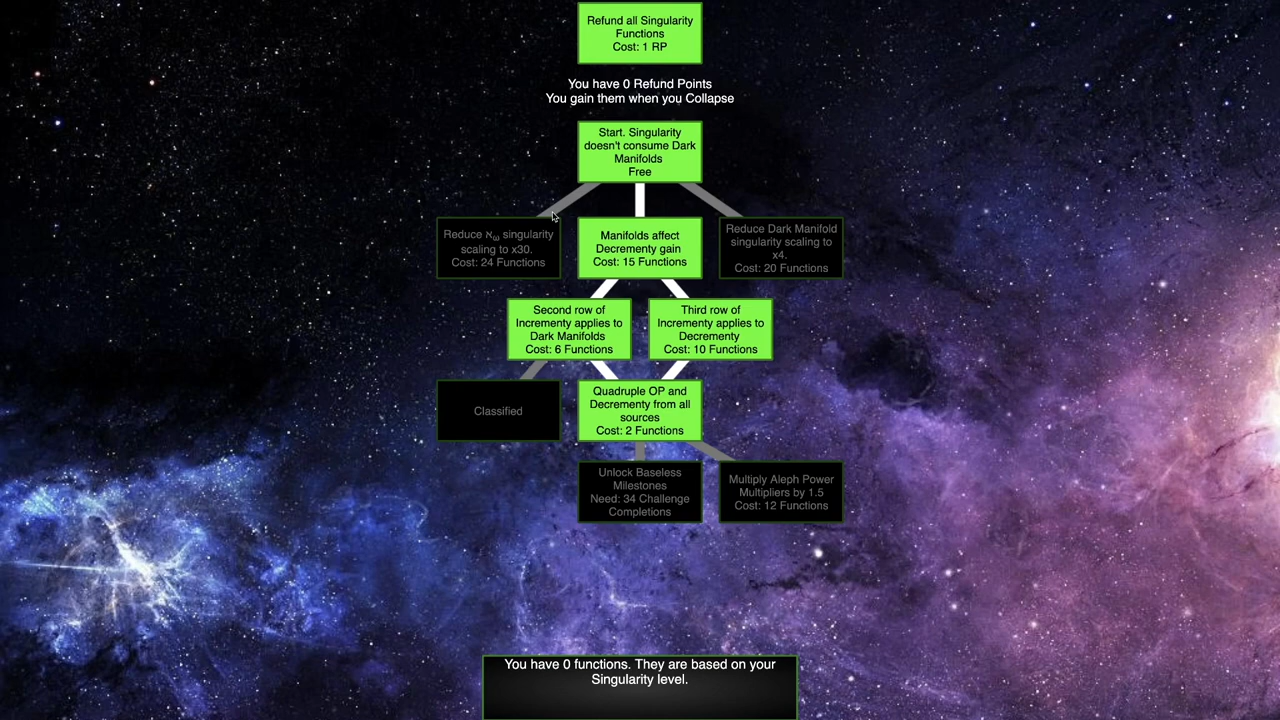 Refund all Singularity
Functions
Cost: 1 RP
You have 0 Refund Points
You gain them when you Collapse
Start. Singularity
doesn't consume Dark
Manifolds
Free
Reduce ℵω singularity
scaling to x30.
Cost: 24 Functions
Manifolds affect
Decrementy gain
Cost: 15 Functions
Reduce Dark Manifold
singularity scaling to
x4.
Cost: 20 Functions
Second row of
Incrementy applies to
Dark Manifolds
Cost: 6 Functions
Third row of
Incrementy applies to
Decrementy
Cost: 10 Functions
Classified
Quadruple OP and
Decrementy from all
sources
Cost: 2 Functions
Unlock Baseless
Milestones
Need: 34 Challenge
Completions
Multiply Aleph Power
Multipliers by 1.5
Cost: 12 Functions
You have 0 functions. They are based on your
Singularity level.